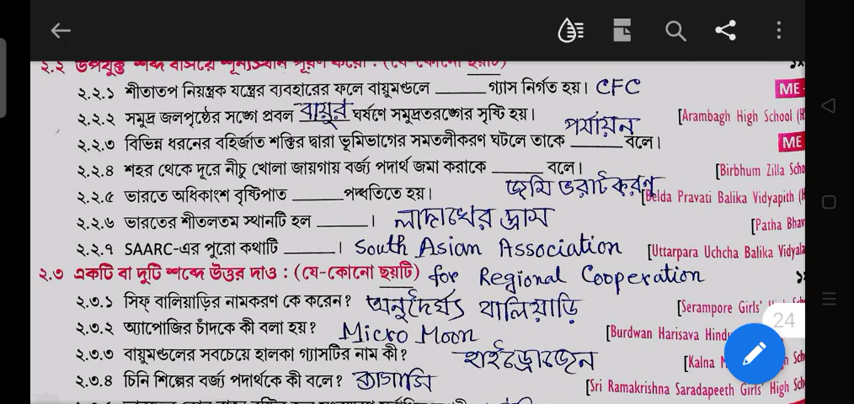 ২.২ উপযুক্ত শব্দ বসিয়ে শূন্যস্থান পূরণ করো : (যে-কোনো ছয়টি)
২.২.১ শীতাতপ নিয়ন্ত্রক যন্ত্রের ব্যবহারের ফলে বায়ুমণ্ডলে ______ গ্যাস নির্গত হয়। CFC ME
২.২.২ সমুদ্র জলপৃষ্ঠের সঙ্গে প্রবল বায়ুর ঘর্ষণে সমুদ্রতরঙ্গের সৃষ্টি হয়। [Arambagh High School (H
পর্যায়ন
২.২.৩ বিভিন্ন ধরনের বহির্জাত শক্তির দ্বারা ভূমিভাগের সমতলীকরণ ঘটলে তাকে ______ বলে। ME
২.২.৪ শহর থেকে দূরে নীচু খোলা জায়গায় বর্জ্য পদার্থ জমা করাকে ______ বলে। [Birbhum Zilla Scho
জমি ভরাটকরণ
২.২.৫ ভারতে অধিকাংশ বৃষ্টিপাত ______ পদ্ধতিতে হয়। [Belda Pravati Balika Vidyapith (H
২.২.৬ ভারতের শীতলতম স্থানটি হল ______। লাদাখের দ্রাস [Patha Bhav
২.২.৭ SAARC-এর পুরো কথাটি ______। South Asian Association [Uttarpara Uchcha Balika Vidyala
২.৩ একটি বা দুটি শব্দে উত্তর দাও : (যে-কোনো ছয়টি) for Regional Cooperation
২.৩.১ সিফ্ বালিয়াড়ির নামকরণ কে করেন? অনুদৈর্ঘ্য বালিয়াড়ি [Serampore Girls'
24
২.৩.২ অ্যাপোজির চাঁদকে কী বলা হয়? Micro Moon [Burdwan Harisava Hindu
২.৩.৩ বায়ুমণ্ডলের সবচেয়ে হালকা গ্যাসটির নাম কী? হাইড্রোজেন [Kalna
২.৩.৪ চিনি শিল্পের বর্জ্য পদার্থকে কী বলে? ব্যাগাসি [Sri Ramakrishna Saradapeeth Girls' High Sch